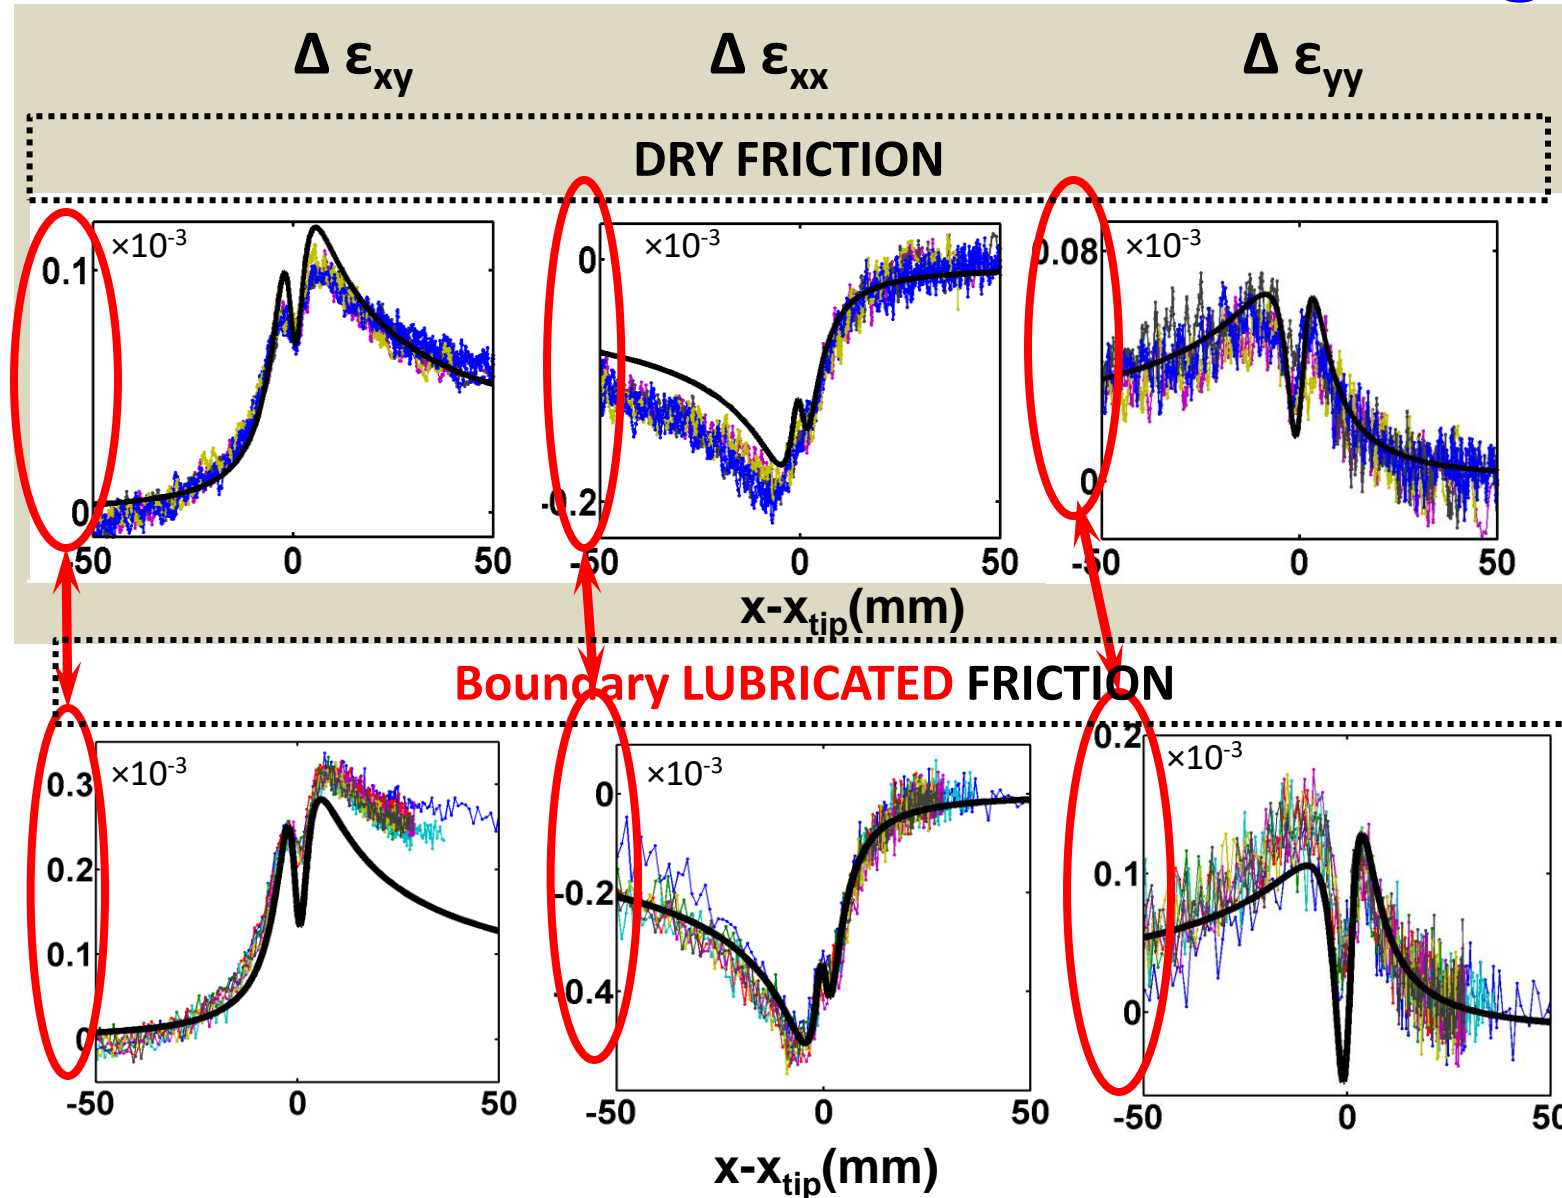 Δ εxy Δ εxx Δ εyy
DRY FRICTION
×10-3 ×10-3 ×10-3
0.1 0 0.08
0 -0.2 0
-50 0 50 -50 0 50 -50 0 50
x-xtip(mm)
Boundary LUBRICATED FRICTION
×10-3 ×10-3 ×10-3
0.3 0 0.2
0.2 -0.2 0.1
0.1 -0.4 0
0
-50 0 50 -50 0 50 -50 0 50
x-xtip(mm)